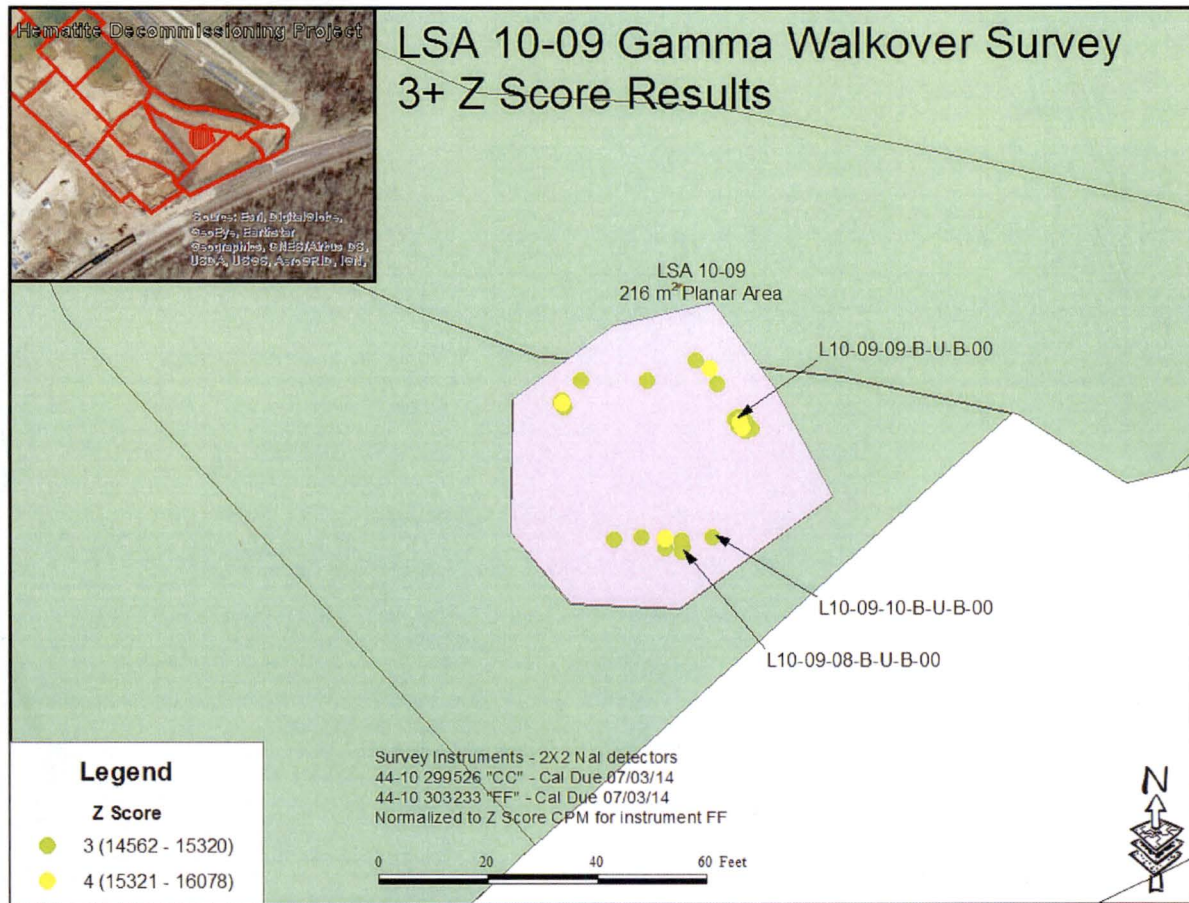 Hematite Decommissioning Project
Source: Esri, DigitalGlobe,
GeoEye, Earthstar
Geographics, CNES/Airbus DS,
USDA, USGS, AeroGRID, IGN,
LSA 10-09 Gamma Walkover Survey
3+ Z Score Results
LSA 10-09
216 m² Planar Area
L10-09-09-B-U-B-00
L10-09-10-B-U-B-00
L10-09-08-B-U-B-00
Legend
Z Score
3 (14562 - 15320)
4 (15321 - 16078)
Survey Instruments - 2X2 NaI detectors
44-10 299526 "CC" - Cal Due 07/03/14
44-10 303233 "FF" - Cal Due 07/03/14
Normalized to Z Score CPM for instrument FF
0 20 40 60 Feet
N